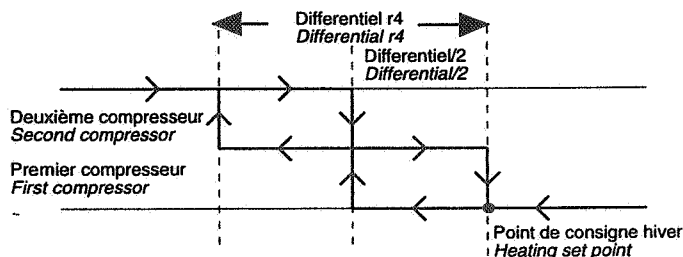 Differentiel r4
Differential r4
Differentiel/2
Differential/2
Deuxième compresseur
Second compressor
Premier compresseur
First compressor
Point de consigne hiver
Heating set point